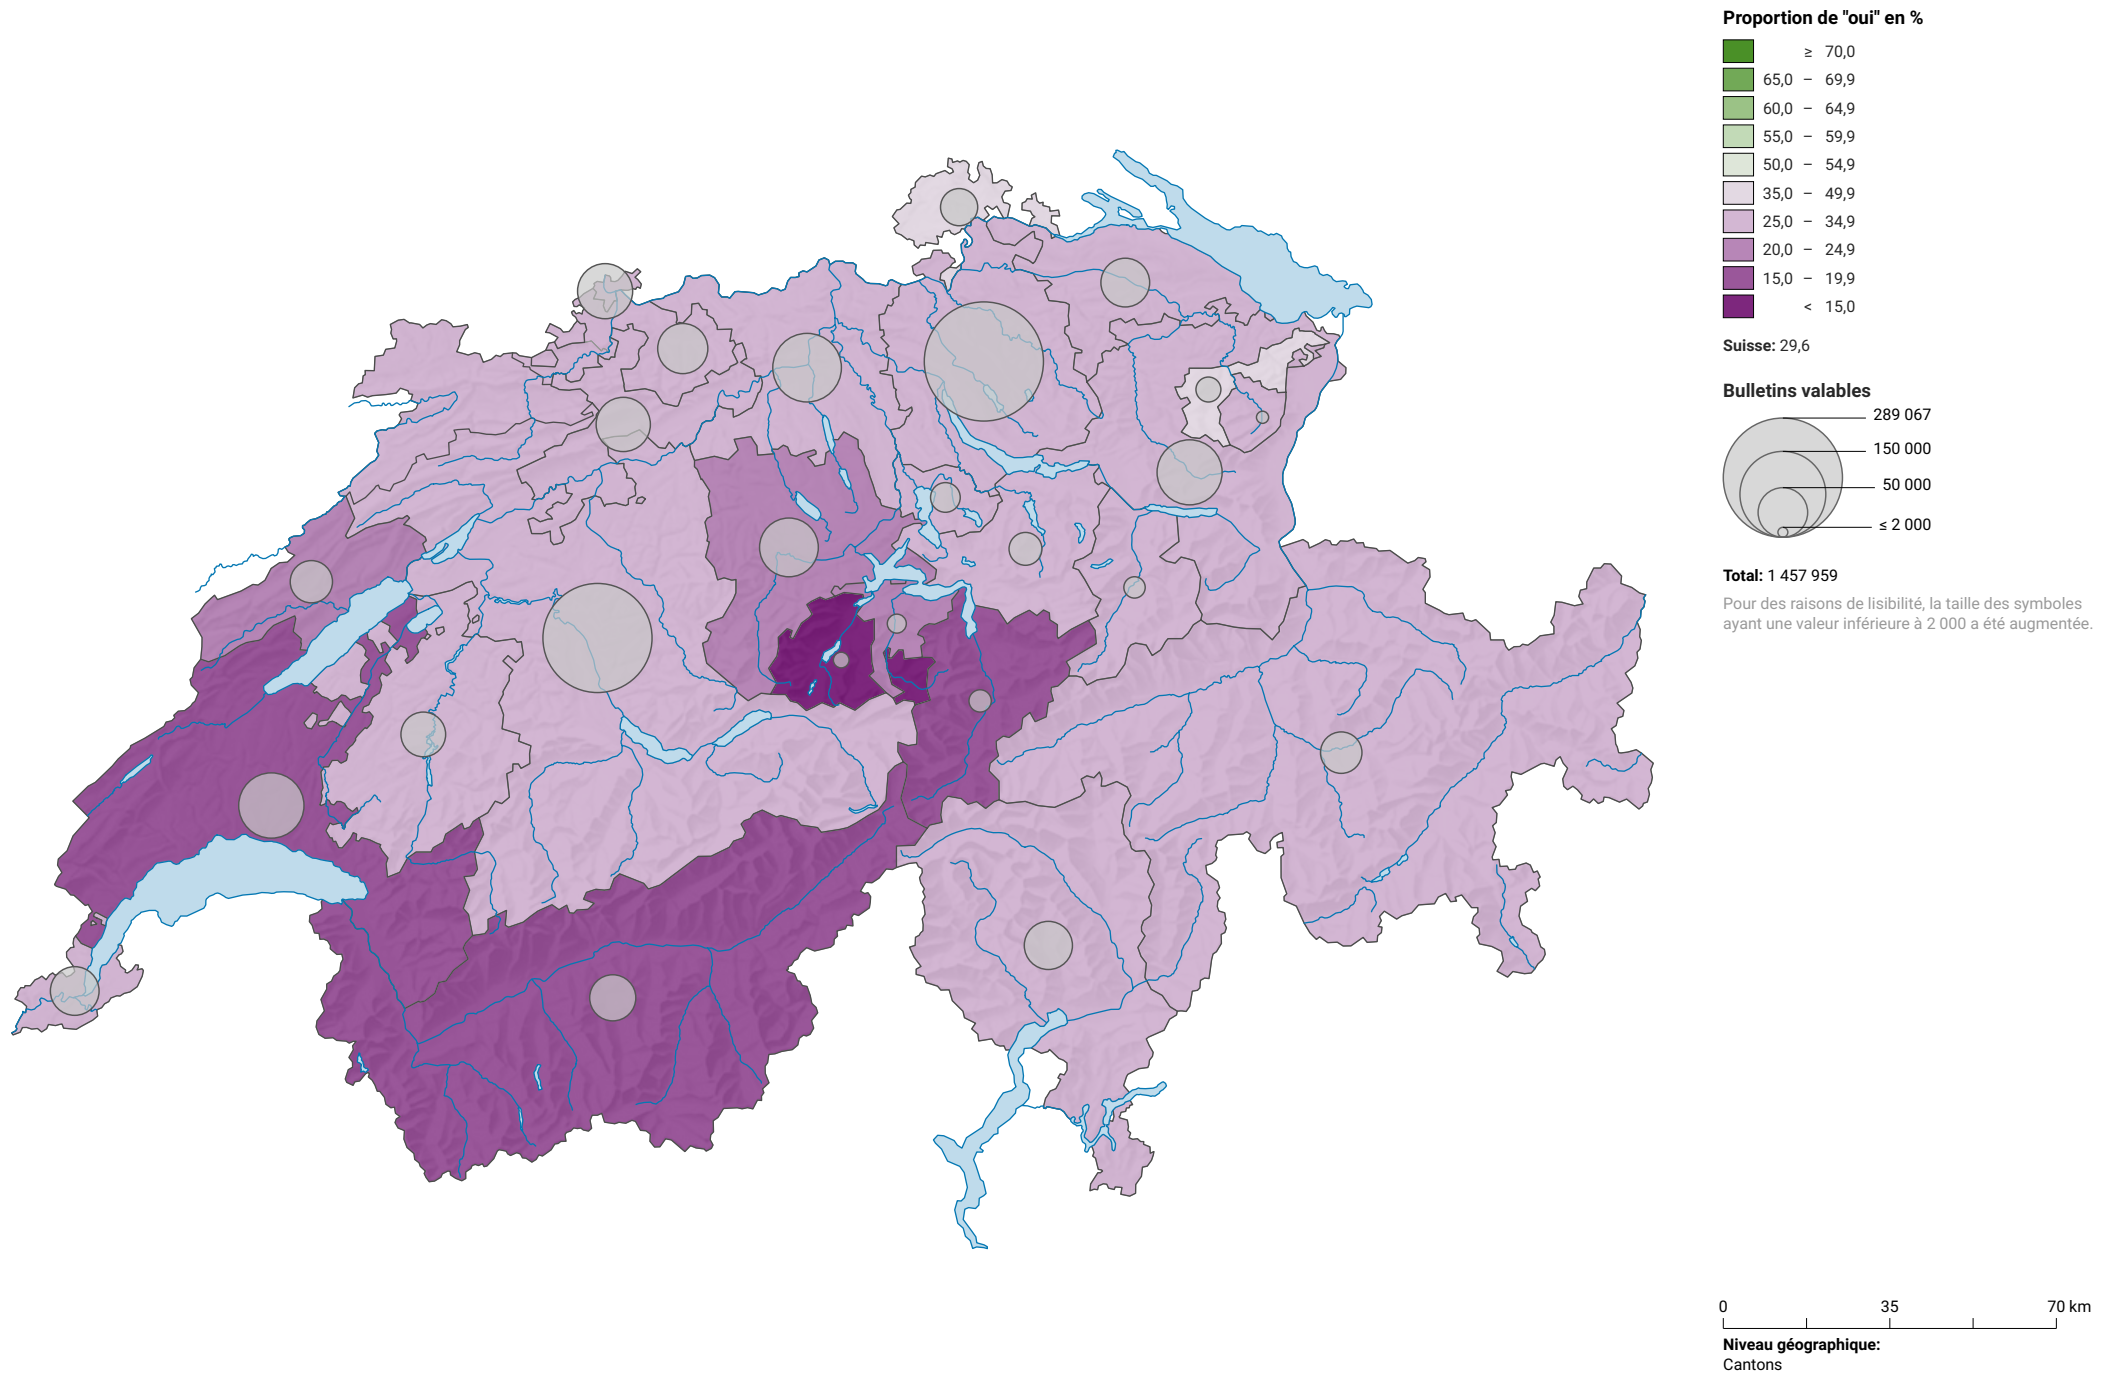 Proportion de "oui" en %
≥ 70,0
65,0 – 69,9
60,0 – 64,9
55,0 – 59,9
50,0 – 54,9
35,0 – 49,9
25,0 – 34,9
20,0 – 24,9
15,0 – 19,9
< 15,0
Suisse: 29,6
Bulletins valables
289 067
150 000
50 000
≤ 2 000
Total: 1 457 959
Pour des raisons de lisibilité, la taille des symboles
ayant une valeur inférieure à 2 000 a été augmentée.
0 35 70 km
Niveau géographique:
Cantons